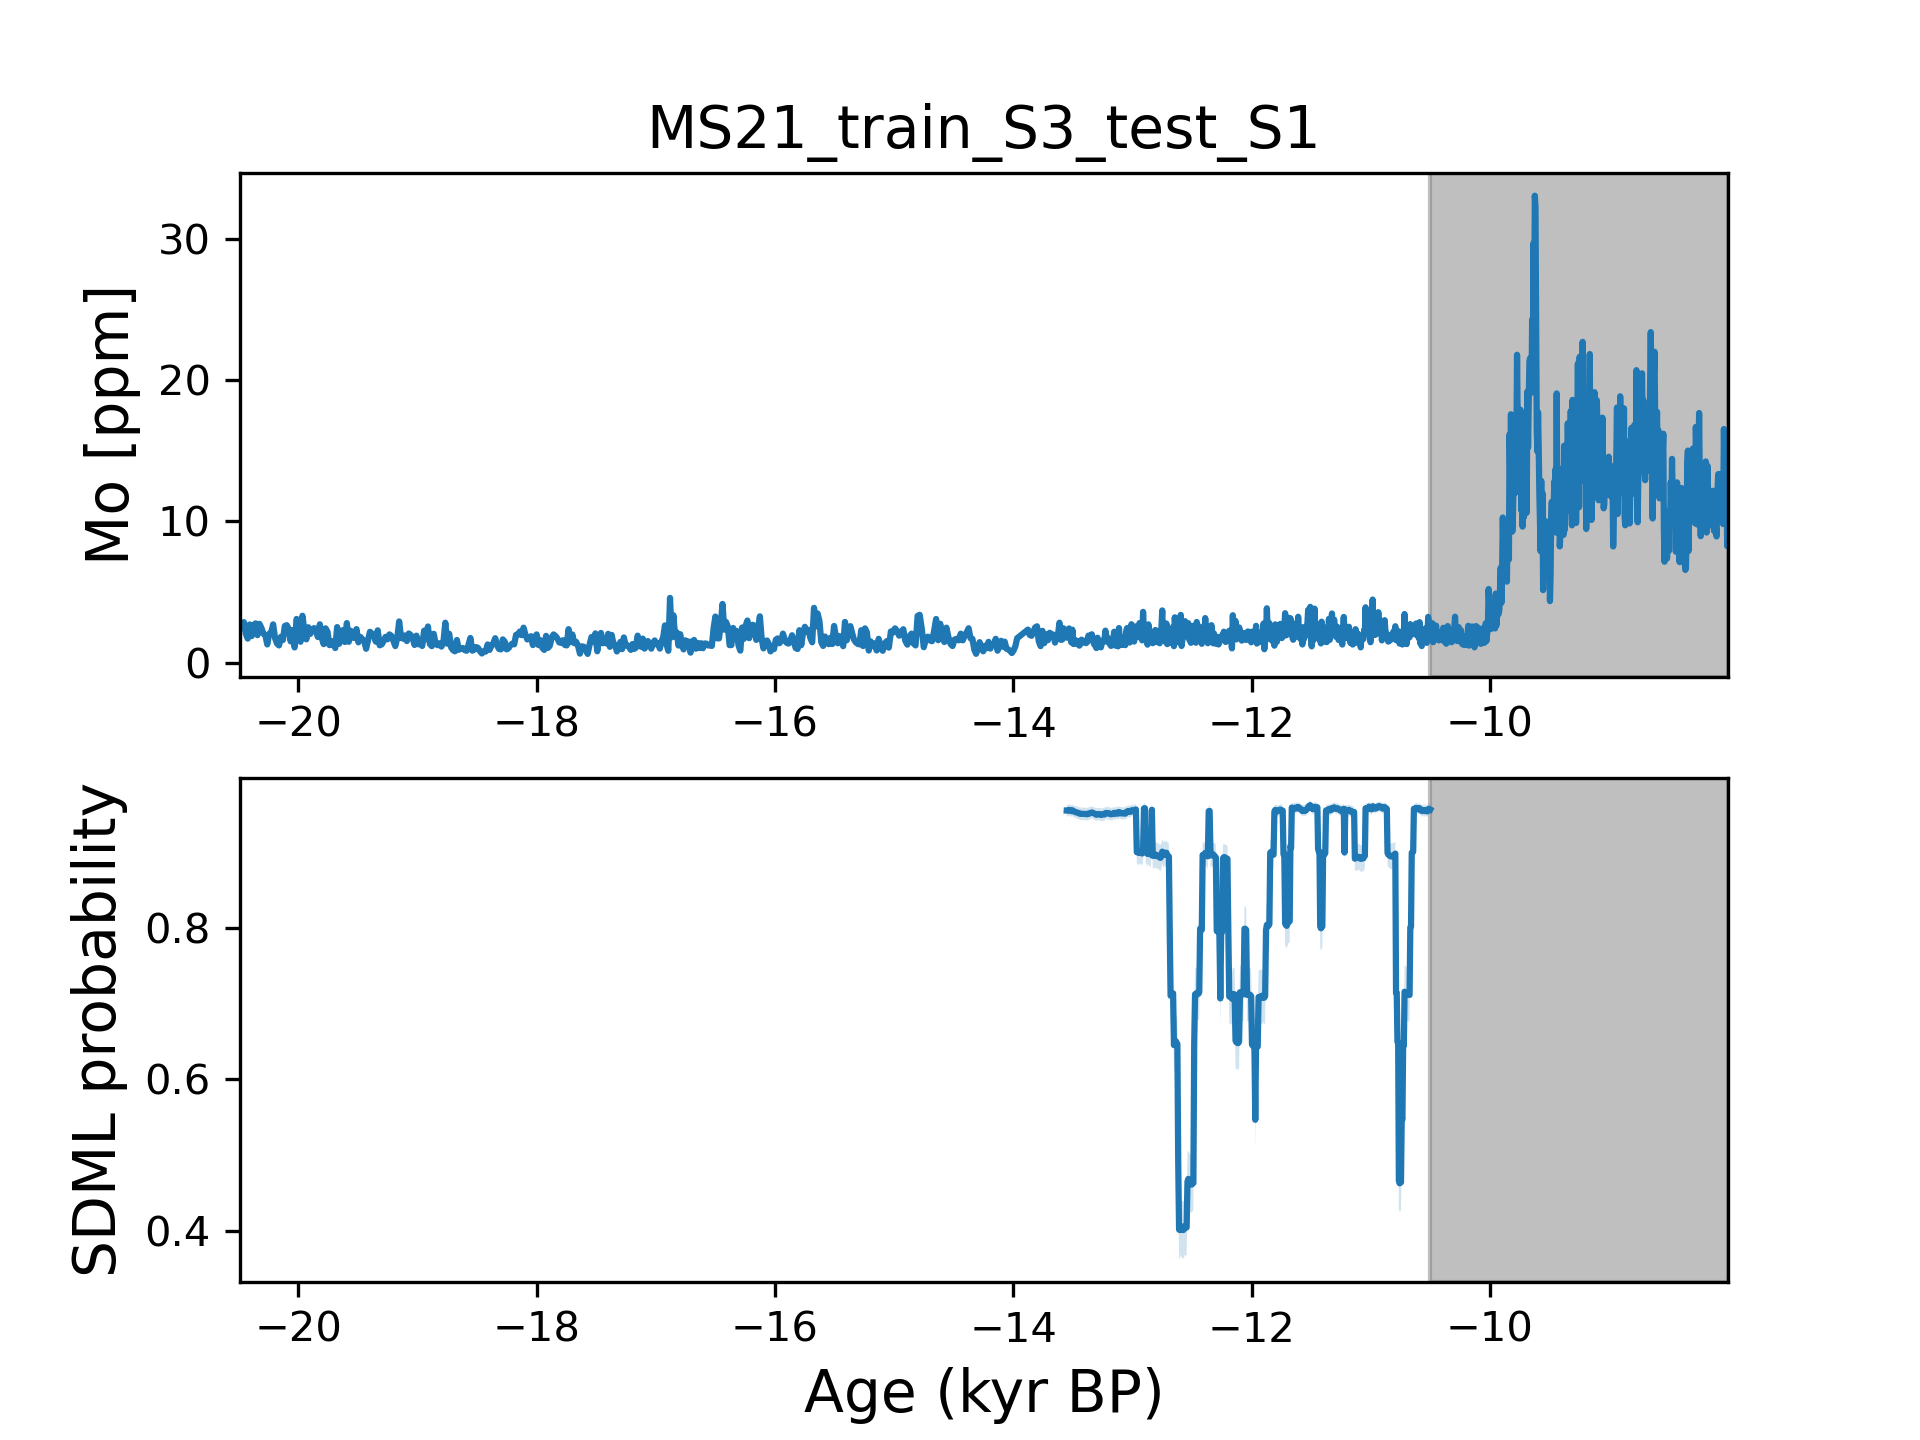 MS21_train_S3_test_S1
Mo [ppm]
30
20
10
0
−20 −18 −16 −14 −12 −10
SDML probability
0.8
0.6
0.4
−20 −18 −16 −14 −12 −10
Age (kyr BP)